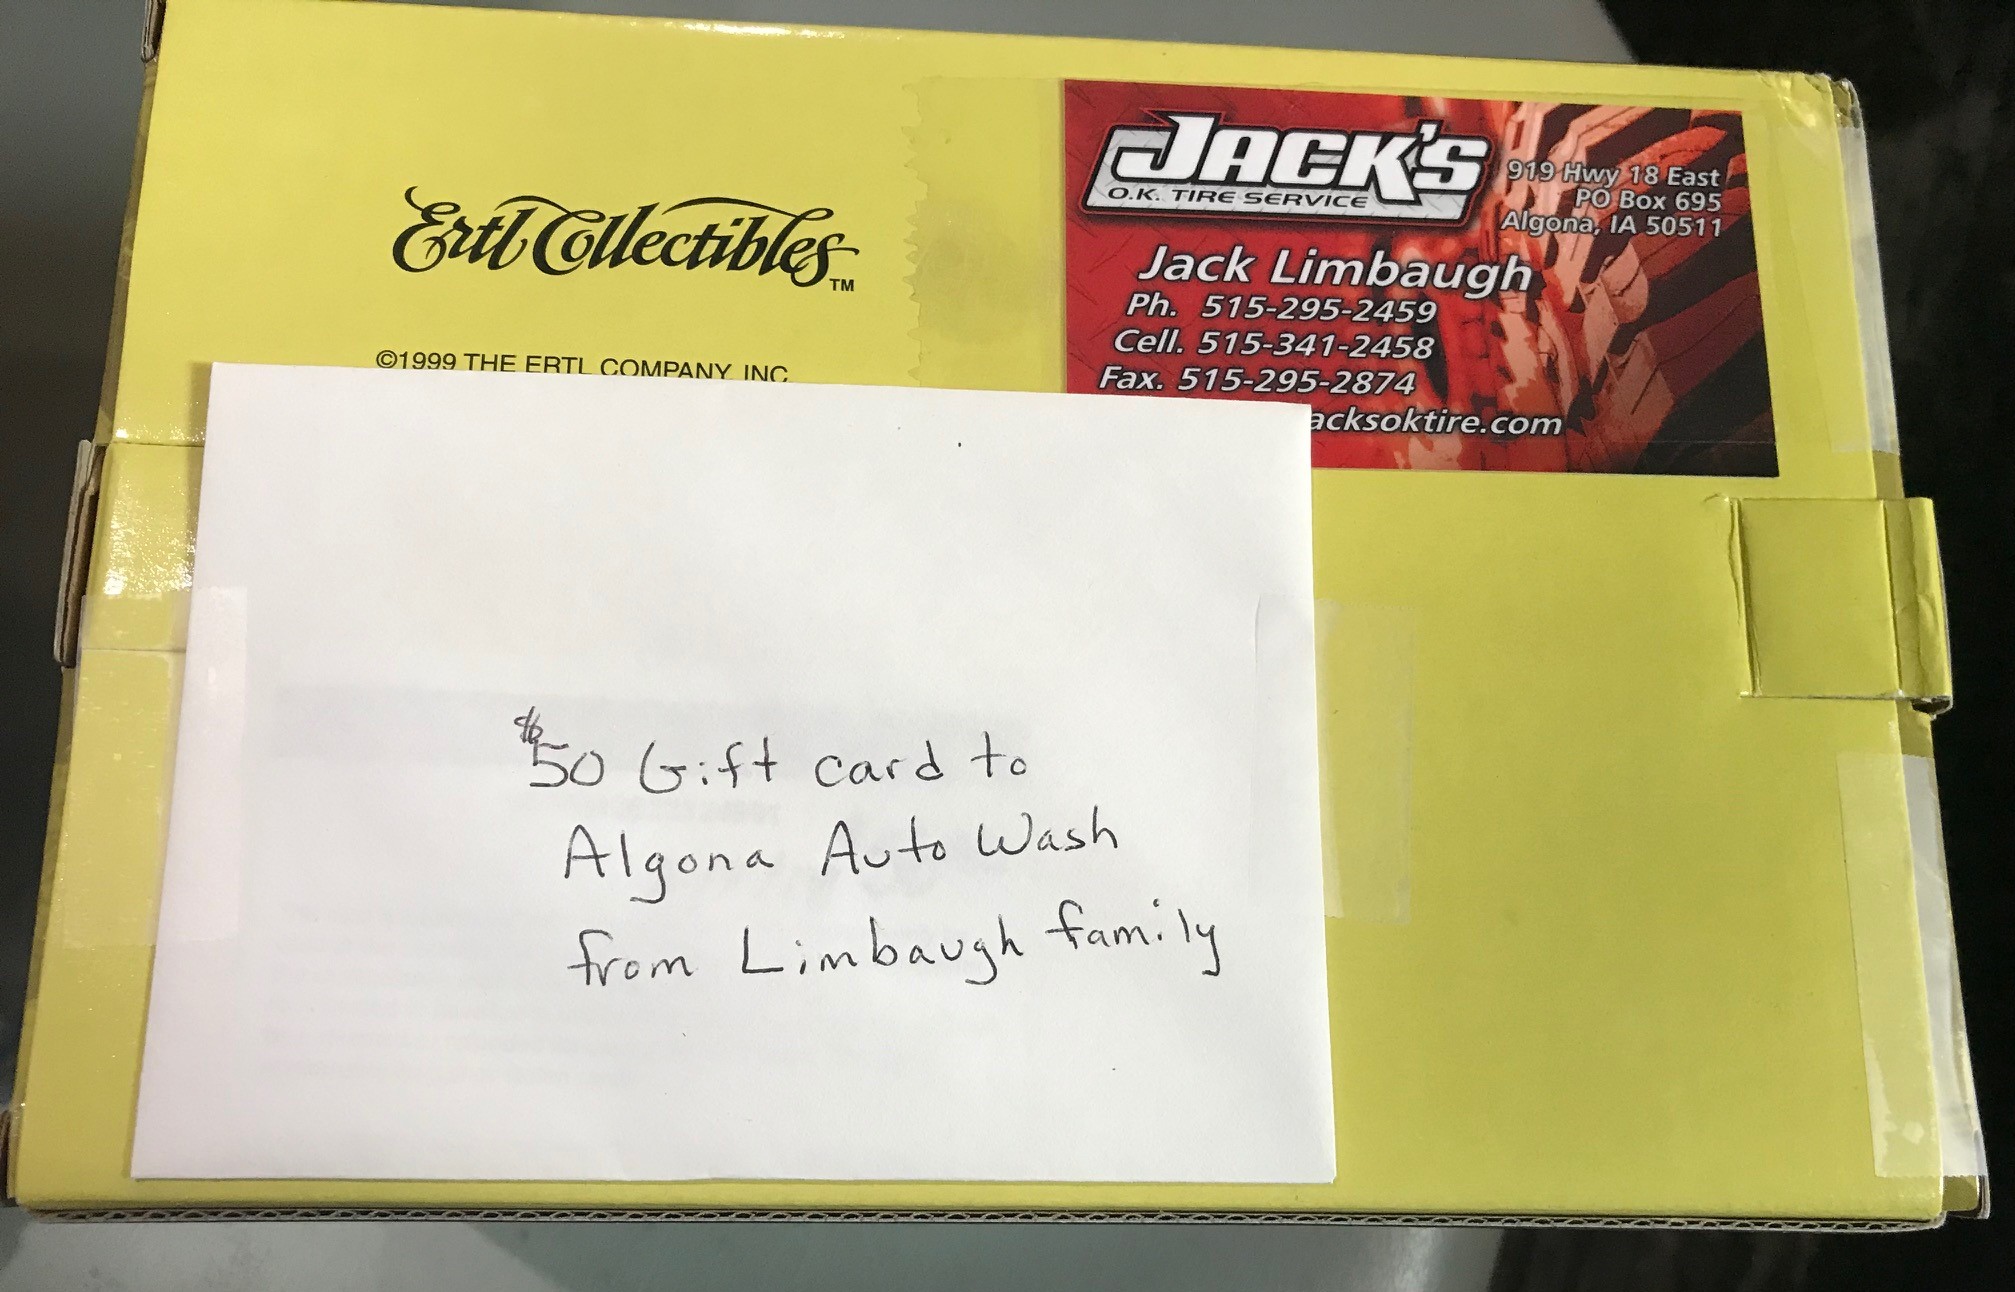 Ertl Collectibles™
©1999 THE ERTL COMPANY, INC
JACK'S
O.K. TIRE SERVICE
919 Hwy 18 East
PO Box 695
Algona, IA 50511
Jack Limbaugh
Ph. 515-295-2459
Cell. 515-341-2458
Fax. 515-295-2874
acksoktire.com
$50 Gift card to
Algona Auto Wash
from Limbaugh family